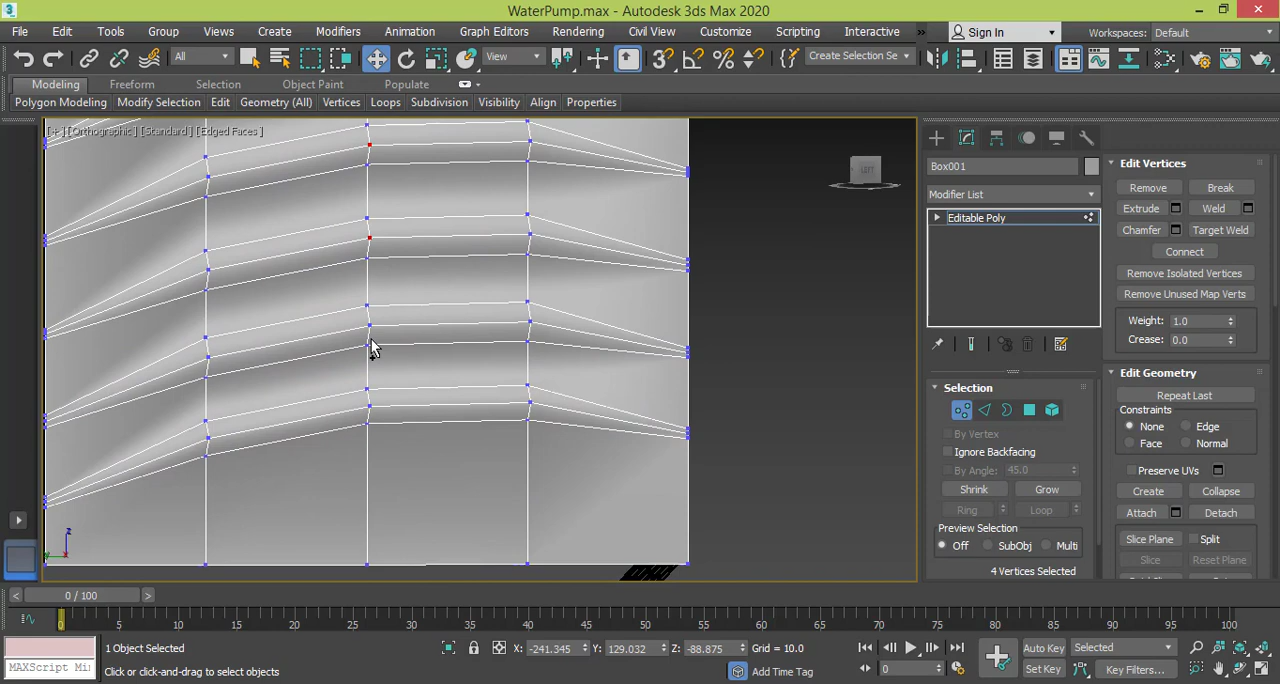 WaterPump.max - Autodesk 3ds Max 2020
File Edit Tools Group Views Create Modifiers Animation Graph Editors Rendering Civil View Customize Scripting Interactive Sign In Workspaces: Default
All View Create Selection Se
Modeling Freeform Selection Object Paint Populate
Polygon Modeling Modify Selection Edit Geometry (All) Vertices Loops Subdivision Visibility Align Properties
[+] [Orthographic] [Standard] [Edged Faces]
LEFT
z
Box001
Modifier List
Editable Poly
Selection
By Vertex
Ignore Backfacing
By Angle: 45.0
Shrink Grow
Ring Loop
Preview Selection
Off SubObj Multi
4 Vertices Selected
Edit Vertices
Remove Break
Extrude Weld
Chamfer Target Weld
Connect
Remove Isolated Vertices
Remove Unused Map Verts
Weight: 1.0
Crease: 0.0
Edit Geometry
Repeat Last
Constraints
None Edge
Face Normal
Preserve UVs
Create Collapse
Attach Detach
Slice Plane Split
Slice Reset Plane
< 0 / 100 >
0 5 10 15 20 25 30 35 40 45 50 55 60 65 70 75 80 85 90 95 100
1 Object Selected X: -241.345 Y: 129.032 Z: -88.875 Grid = 10.0 Auto Key Selected
MAXScript Mi Click or click-and-drag to select objects Add Time Tag 0 Set Key Key Filters...